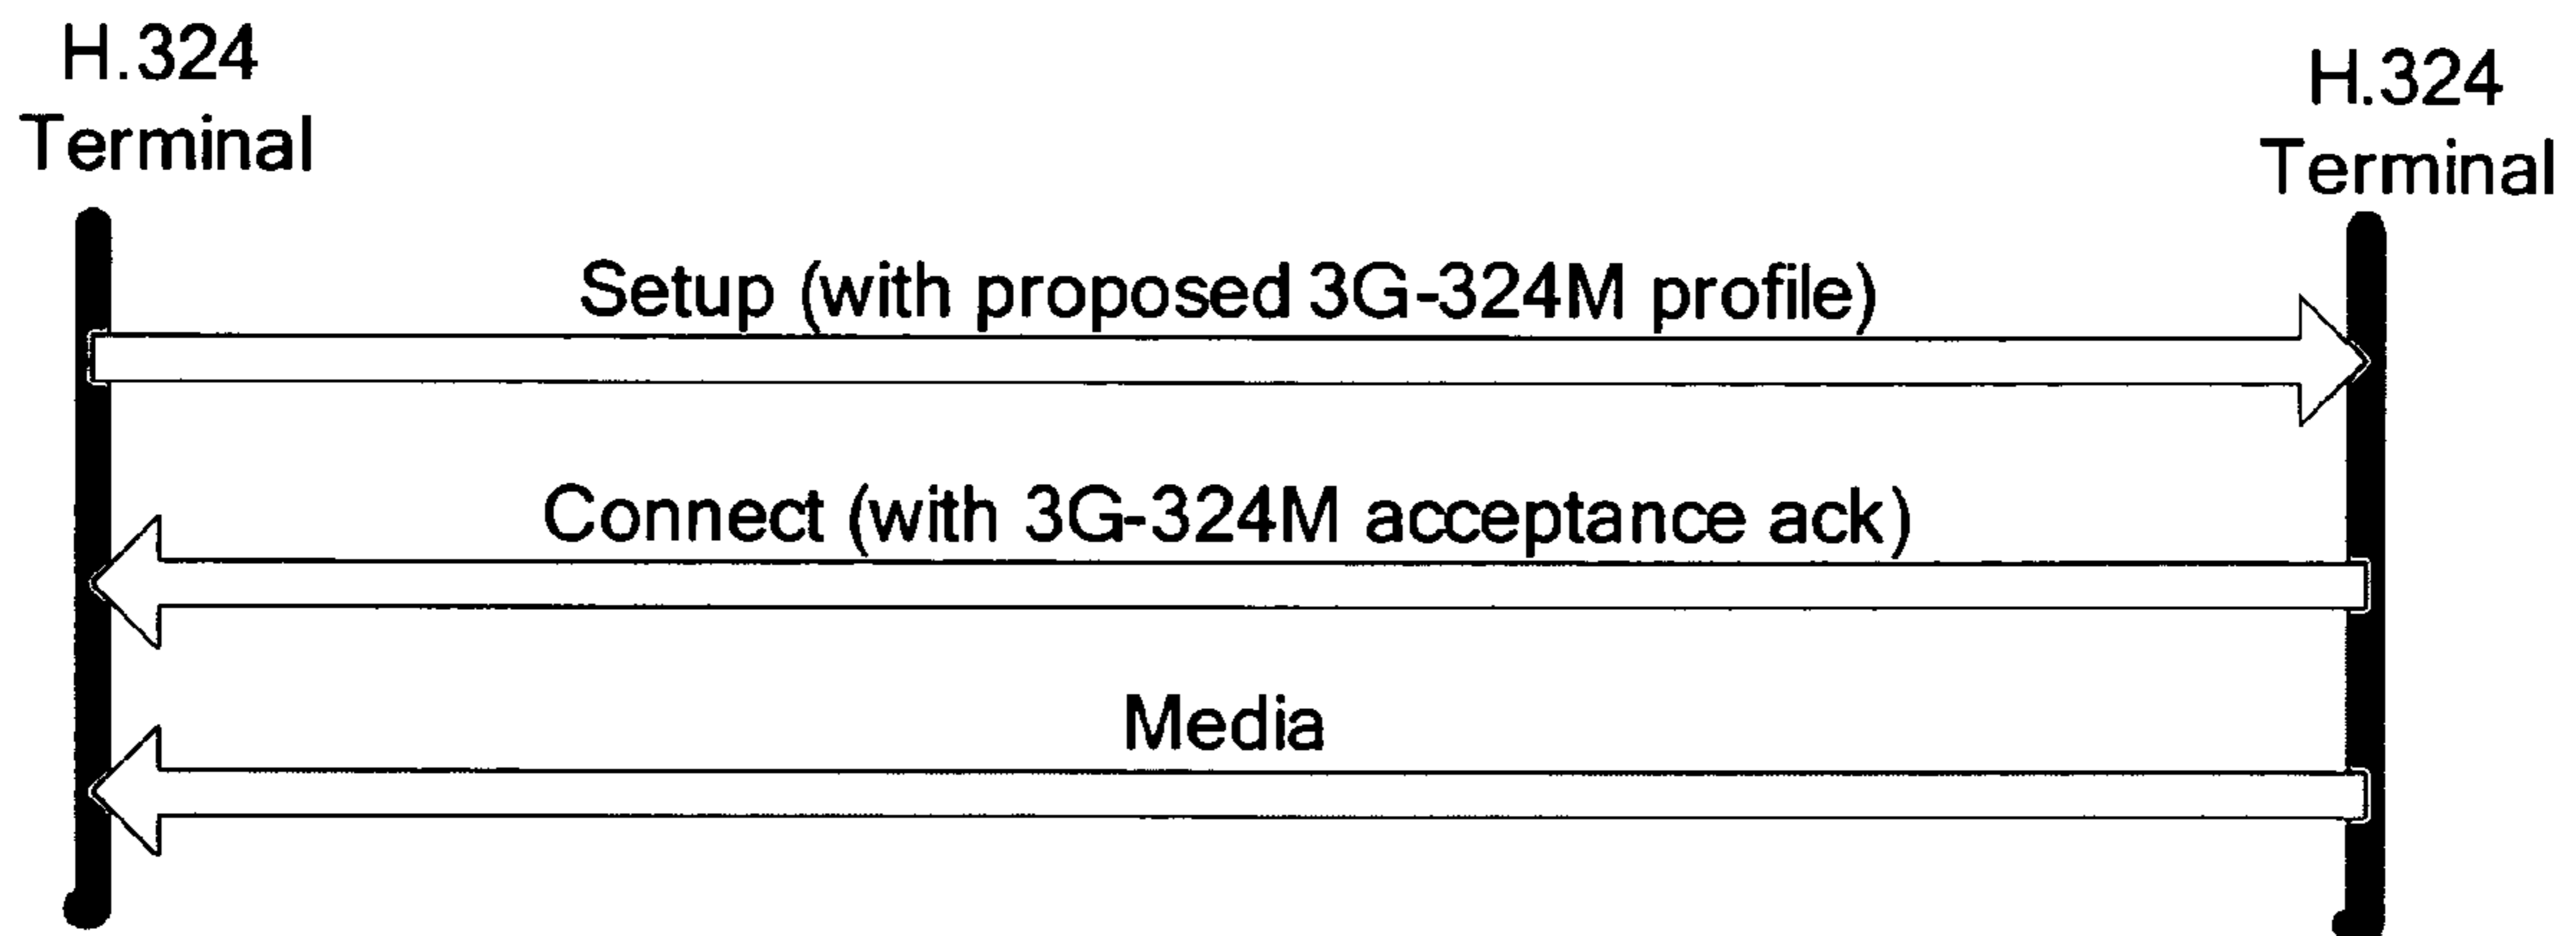 H.324
Terminal
H.324
Terminal
Setup (with proposed 3G-324M profile)
Connect (with 3G-324M acceptance ack)
Media